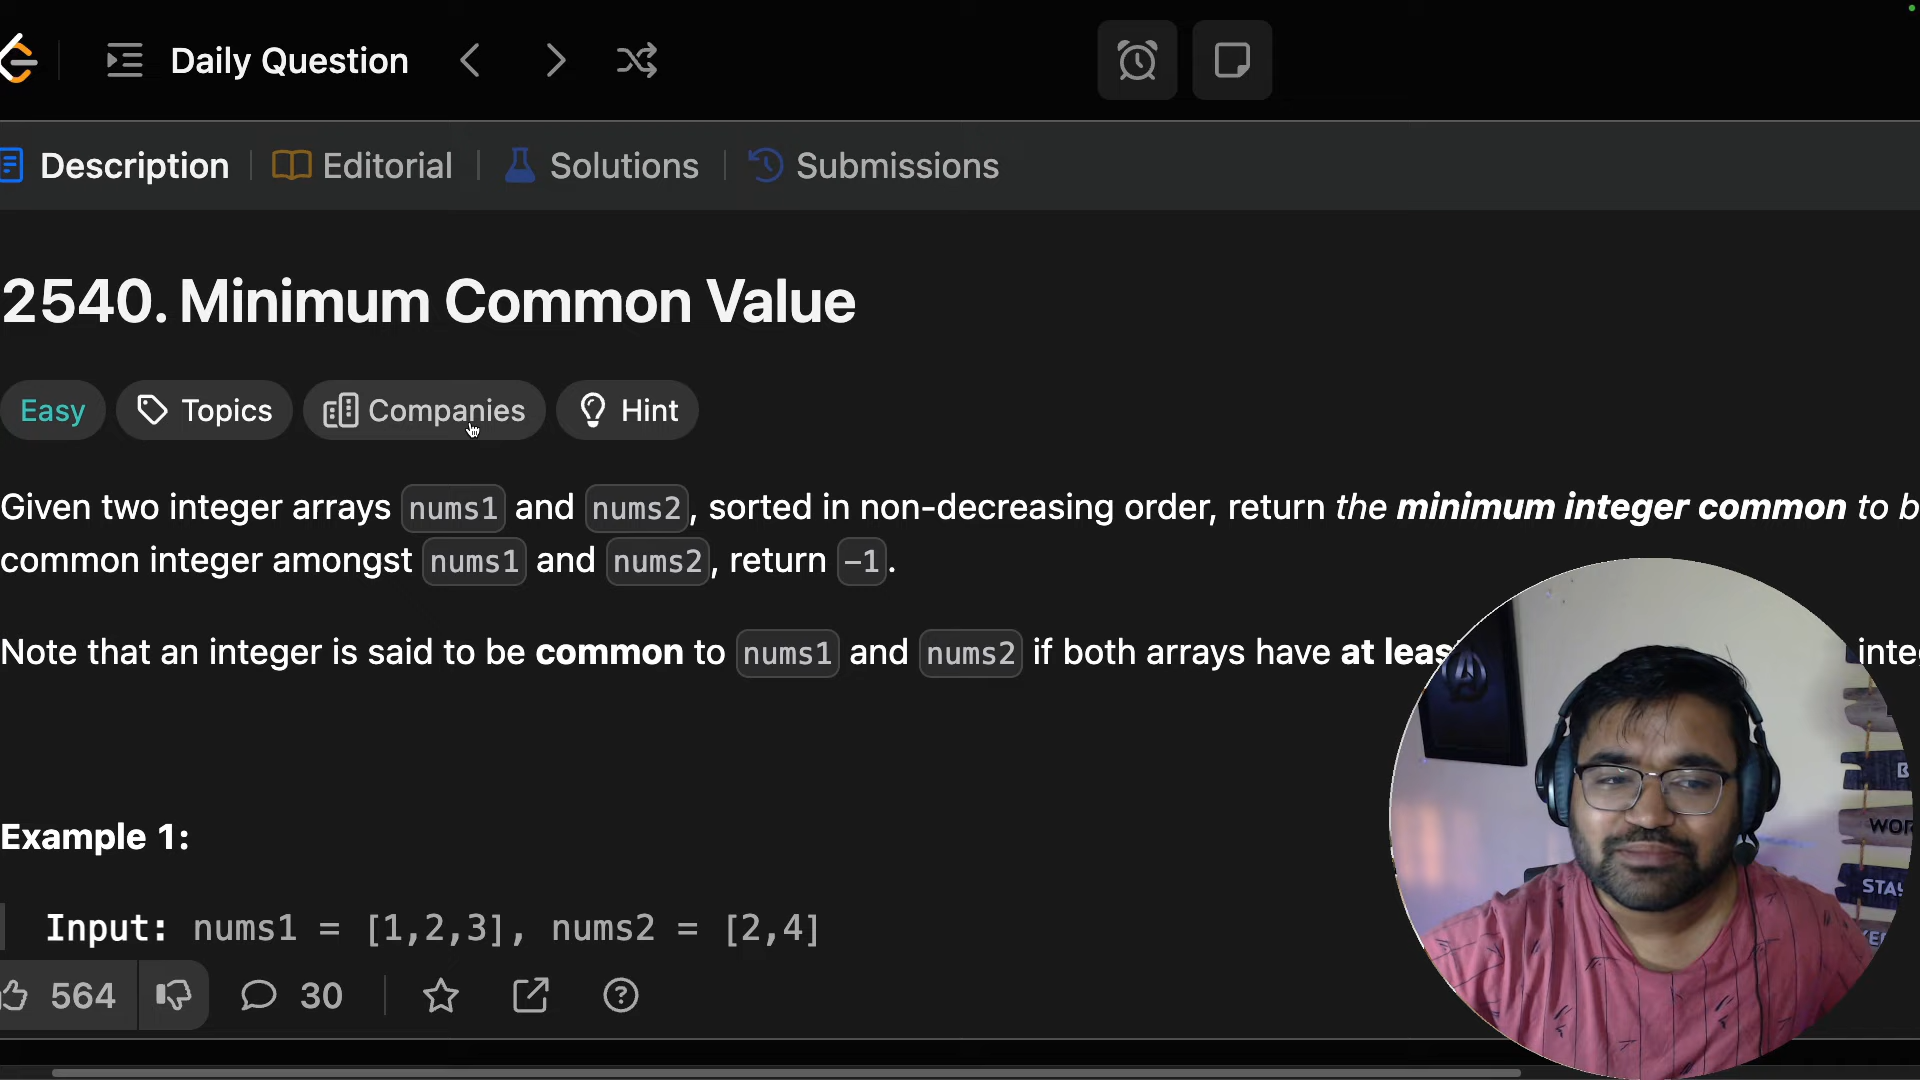 Daily Question
Description Editorial Solutions Submissions
2540. Minimum Common Value
Easy Topics Companies Hint
Given two integer arrays nums1 and nums2, sorted in non-decreasing order, return the minimum integer common to b
common integer amongst nums1 and nums2, return -1.
Note that an integer is said to be common to nums1 and nums2 if both arrays have at leas inte
Example 1:
Input: nums1 = [1,2,3], nums2 = [2,4]
564 30
WOR
STAY